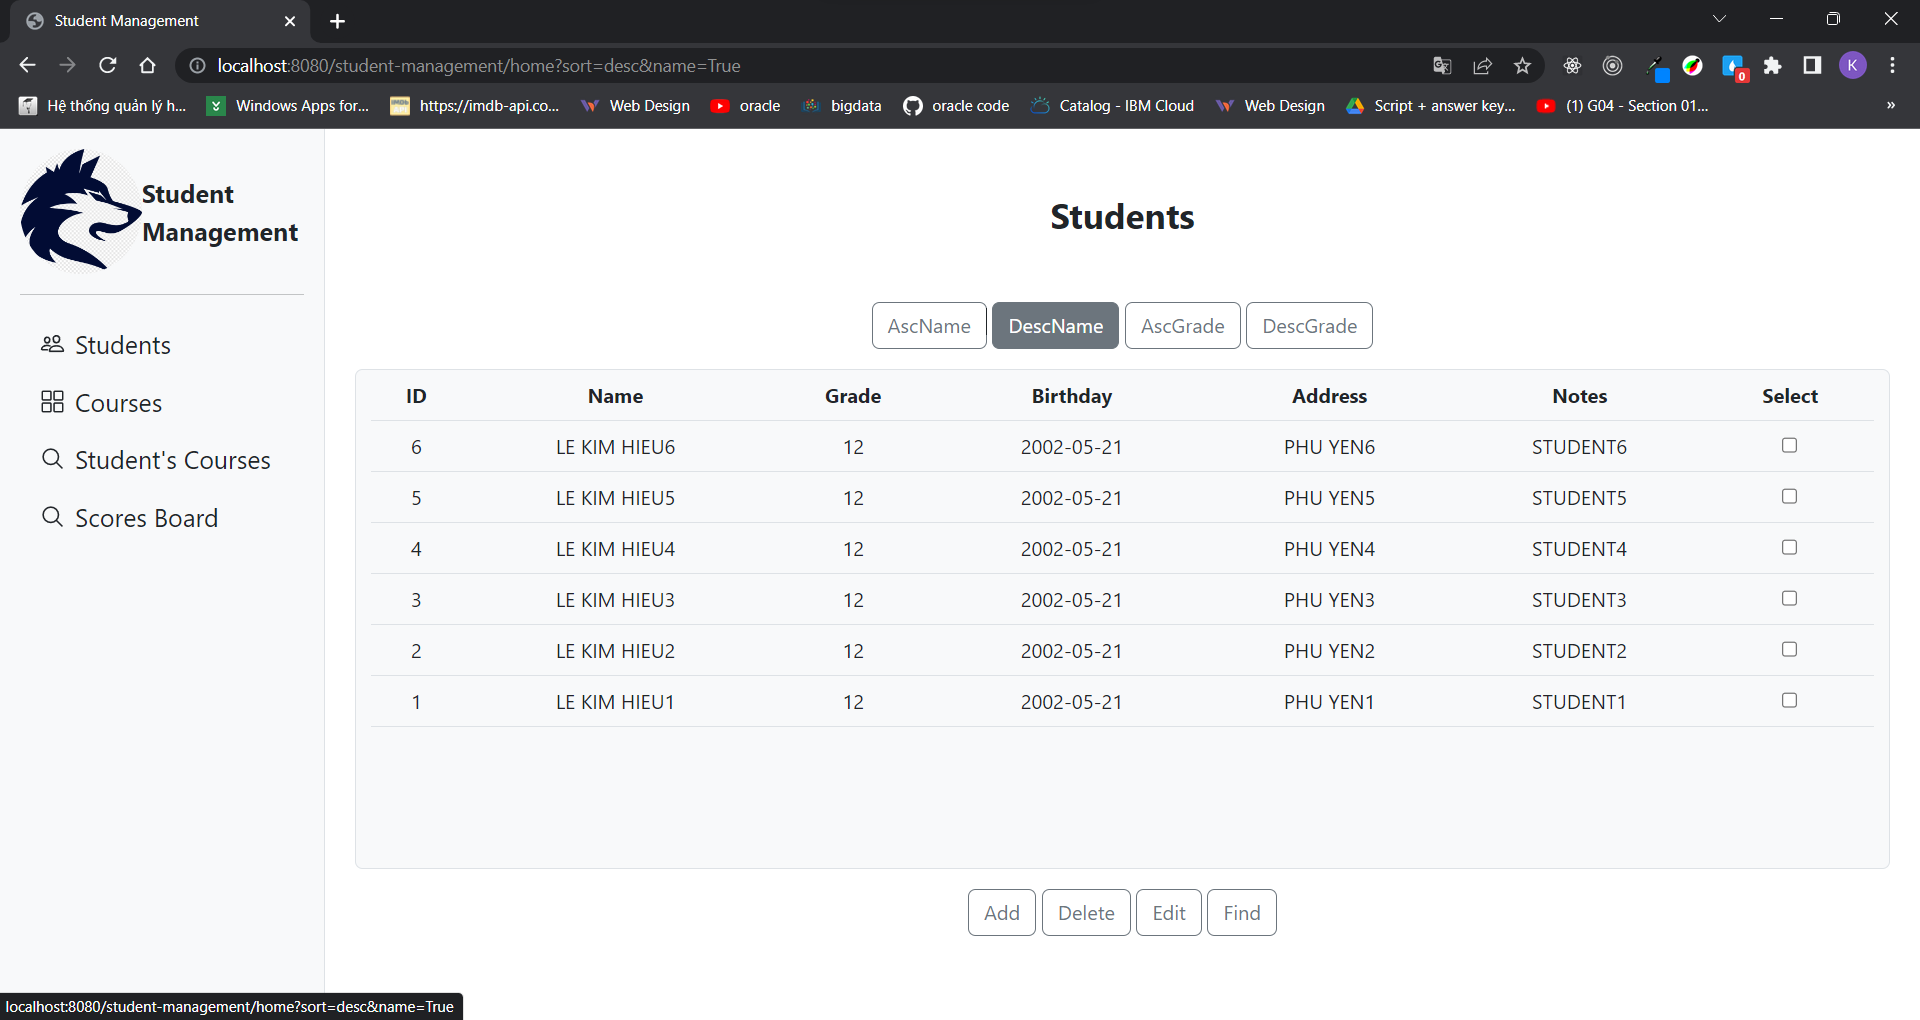 Student Management
localhost:8080/student-management/home?sort=desc&name=True
K
0
Hệ thống quản lý h...
Windows Apps for...
https://imdb-api.co...
Web Design
oracle
bigdata
oracle code
Catalog - IBM Cloud
Web Design
Script + answer key...
(1) G04 - Section 01...
»
Student
Management
Students
Courses
Student's Courses
Scores Board
Students
AscName DescName AscGrade DescGrade
ID Name Grade Birthday Address Notes Select
6 LE KIM HIEU6 12 2002-05-21 PHU YEN6 STUDENT6
5 LE KIM HIEU5 12 2002-05-21 PHU YEN5 STUDENT5
4 LE KIM HIEU4 12 2002-05-21 PHU YEN4 STUDENT4
3 LE KIM HIEU3 12 2002-05-21 PHU YEN3 STUDENT3
2 LE KIM HIEU2 12 2002-05-21 PHU YEN2 STUDENT2
1 LE KIM HIEU1 12 2002-05-21 PHU YEN1 STUDENT1
Add Delete Edit Find
localhost:8080/student-management/home?sort=desc&name=True